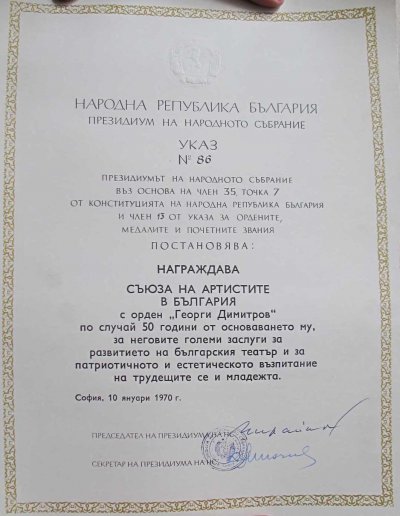 НАРОДНА РЕПУБЛИКА БЪЛГАРИЯ
ПРЕЗИДИУМ НА НАРОДНОТО СЪБРАНИЕ
УКАЗ
№ 86
ПРЕЗИДИУМЪТ НА НАРОДНОТО СЪБРАНИЕ
ВЪЗ ОСНОВА НА ЧЛЕН 35, ТОЧКА 7
ОТ КОНСТИТУЦИЯТА НА НАРОДНА РЕПУБЛИКА БЪЛГАРИЯ
И ЧЛЕН 13 ОТ УКАЗА ЗА ОРДЕНИТЕ,
МЕДАЛИТЕ И ПОЧЕТНИТЕ ЗВАНИЯ
ПОСТАНОВЯВА:
НАГРАЖДАВА
СЪЮЗА НА АРТИСТИТЕ
В БЪЛГАРИЯ
с орден „Георги Димитров"
по случай 50 години от основаването му,
за неговите големи заслуги за
развитието на българския театър и за
патриотичното и естетическото възпитание
на трудещите се и младежта.
София, 10 януари 1970 г.
ПРЕДСЕДАТЕЛ НА ПРЕЗИДИУМА НА НС:
СЕКРЕТАР НА ПРЕЗИДИУМА НА НС: